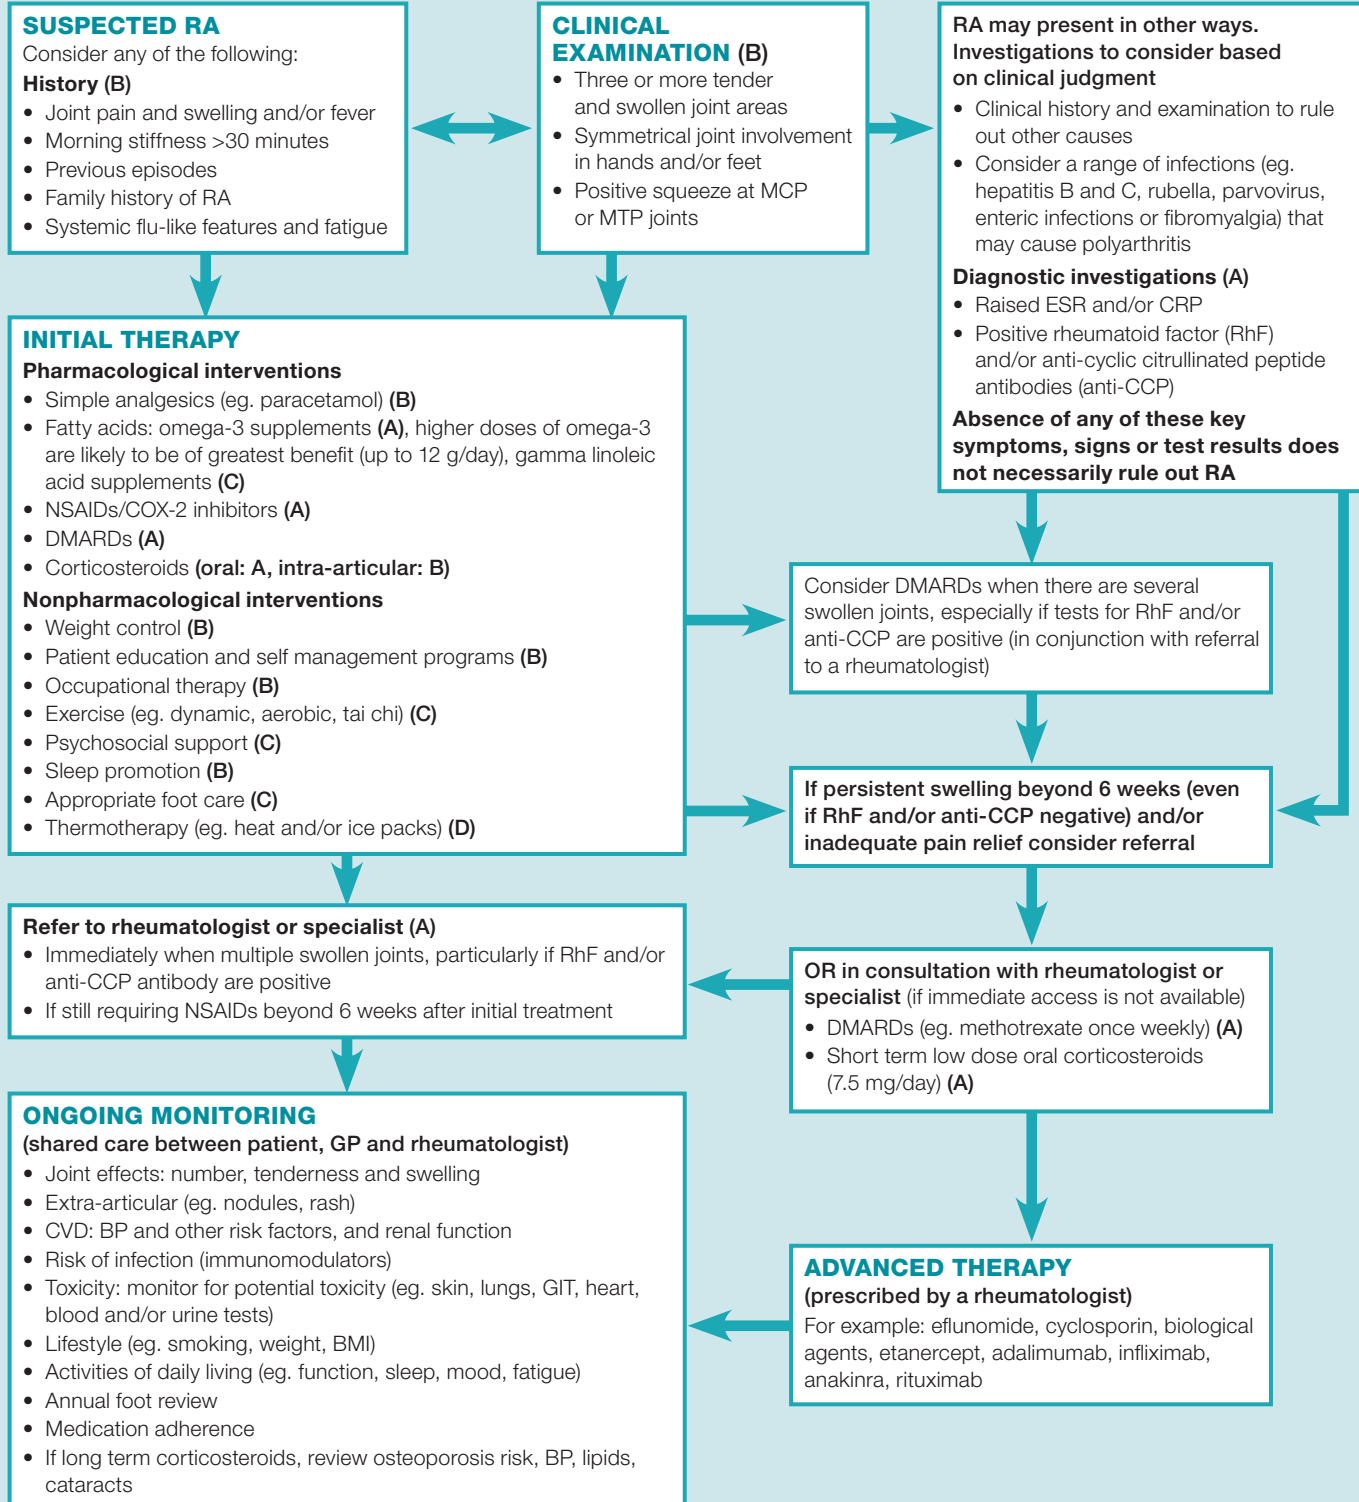 SUSPECTED RA
Consider any of the following:
History (B)
• Joint pain and swelling and/or fever
• Morning stiffness >30 minutes
• Previous episodes
• Family history of RA
• Systemic flu-like features and fatigue
CLINICAL
EXAMINATION (B)
• Three or more tender
and swollen joint areas
• Symmetrical joint involvement
in hands and/or feet
• Positive squeeze at MCP
or MTP joints
RA may present in other ways.
Investigations to consider based
on clinical judgment
• Clinical history and examination to rule
out other causes
• Consider a range of infections (eg.
hepatitis B and C, rubella, parvovirus,
enteric infections or fibromyalgia) that
may cause polyarthritis
Diagnostic investigations (A)
• Raised ESR and/or CRP
• Positive rheumatoid factor (RhF)
and/or anti-cyclic citrullinated peptide
antibodies (anti-CCP)
Absence of any of these key
symptoms, signs or test results does
not necessarily rule out RA
INITIAL THERAPY
Pharmacological interventions
• Simple analgesics (eg. paracetamol) (B)
• Fatty acids: omega-3 supplements (A), higher doses of omega-3
are likely to be of greatest benefit (up to 12 g/day), gamma linoleic
acid supplements (C)
• NSAIDs/COX-2 inhibitors (A)
• DMARDs (A)
• Corticosteroids (oral: A, intra-articular: B)
Nonpharmacological interventions
• Weight control (B)
• Patient education and self management programs (B)
• Occupational therapy (B)
• Exercise (eg. dynamic, aerobic, tai chi) (C)
• Psychosocial support (C)
• Sleep promotion (B)
• Appropriate foot care (C)
• Thermotherapy (eg. heat and/or ice packs) (D)
Consider DMARDs when there are several
swollen joints, especially if tests for RhF and/or
anti-CCP are positive (in conjunction with referral
to a rheumatologist)
If persistent swelling beyond 6 weeks (even
if RhF and/or anti-CCP negative) and/or
inadequate pain relief consider referral
Refer to rheumatologist or specialist (A)
• Immediately when multiple swollen joints, particularly if RhF and/or
anti-CCP antibody are positive
• If still requiring NSAIDs beyond 6 weeks after initial treatment
OR in consultation with rheumatologist or
specialist (if immediate access is not available)
• DMARDs (eg. methotrexate once weekly) (A)
• Short term low dose oral corticosteroids
(7.5 mg/day) (A)
ONGOING MONITORING
(shared care between patient, GP and rheumatologist)
• Joint effects: number, tenderness and swelling
• Extra-articular (eg. nodules, rash)
• CVD: BP and other risk factors, and renal function
• Risk of infection (immunomodulators)
• Toxicity: monitor for potential toxicity (eg. skin, lungs, GIT, heart,
blood and/or urine tests)
• Lifestyle (eg. smoking, weight, BMI)
• Activities of daily living (eg. function, sleep, mood, fatigue)
• Annual foot review
• Medication adherence
• If long term corticosteroids, review osteoporosis risk, BP, lipids,
cataracts
ADVANCED THERAPY
(prescribed by a rheumatologist)
For example: eflunomide, cyclosporin, biological
agents, etanercept, adalimumab, infliximab,
anakinra, rituximab